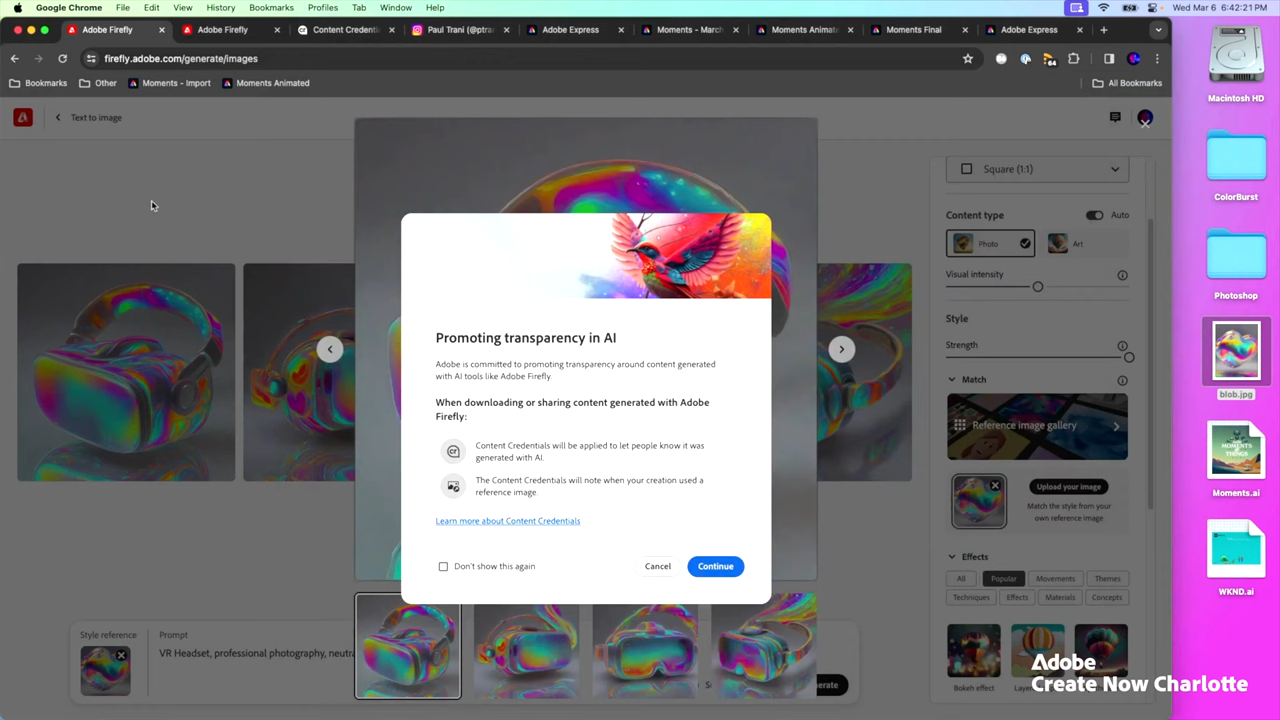 Google Chrome File Edit View History Bookmarks Profiles Tab Window Help
64
Wed Mar 6 6:42:21 PM
Adobe Firefly
Adobe Firefly
Content Credenti
Paul Trani (@ptra
Adobe Express
Moments - March
Moments Animat
Moments Final
Adobe Express
firefly.adobe.com/generate/images
Bookmarks
Other
Moments - Import
Moments Animated
All Bookmarks
Text to image
Square (1:1)
Content type
Auto
Photo
Art
Visual intensity
Style
Strength
Match
Reference image gallery
Upload your image
Match the style from your
own reference image
Effects
All
Popular
Movements
Themes
Techniques
Effects
Materials
Concepts
Bokeh effect
Promoting transparency in AI
Adobe is committed to promoting transparency around content generated
with AI tools like Adobe Firefly.
When downloading or sharing content generated with Adobe
Firefly:
cr
Content Credentials will be applied to let people know it was
generated with AI.
The Content Credentials will note when your creation used a
reference image.
Learn more about Content Credentials
Don't show this again
Cancel
Continue
Style reference
Prompt
VR Headset, professional photography,
Macintosh HD
ColorBurst
Photoshop
blob.jpg
MOMENTS
THINGS
Moments.ai
WKND.ai
Adobe
Create Now Charlotte